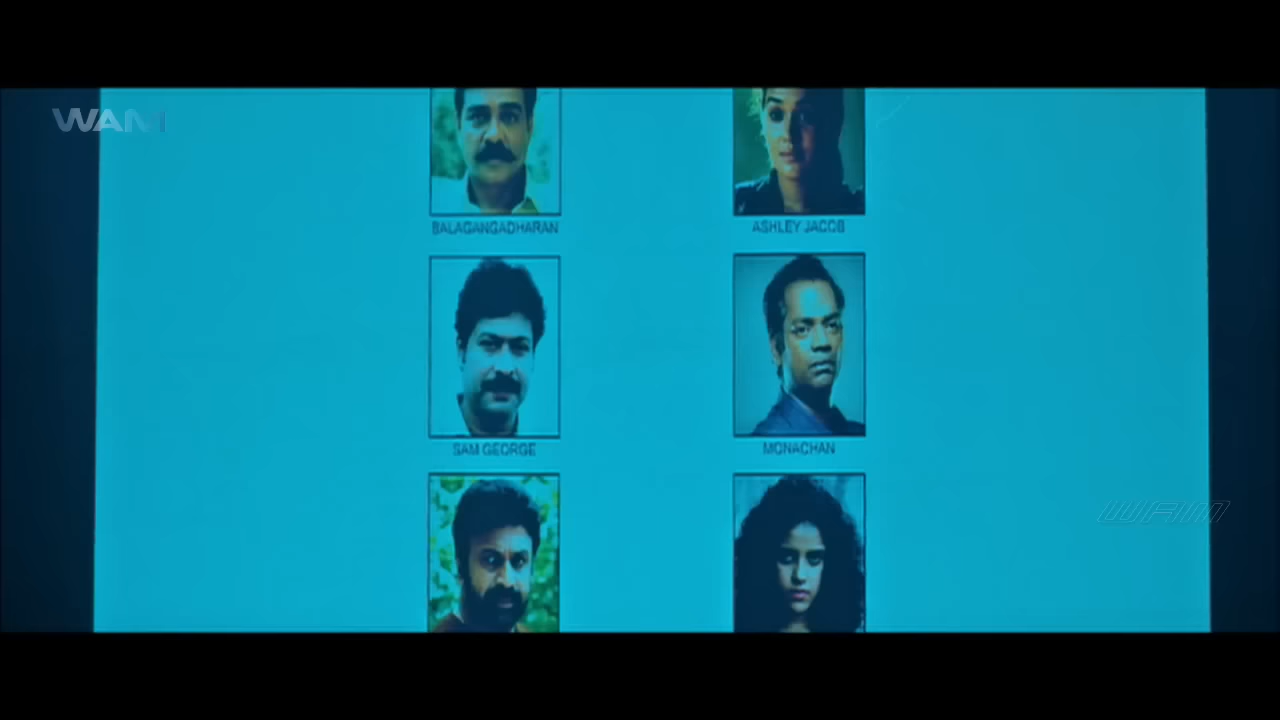 WAM
BALAGANGADHARAN
ASHLEY JACOB
SAM GEORGE
MONACHAN
WAM